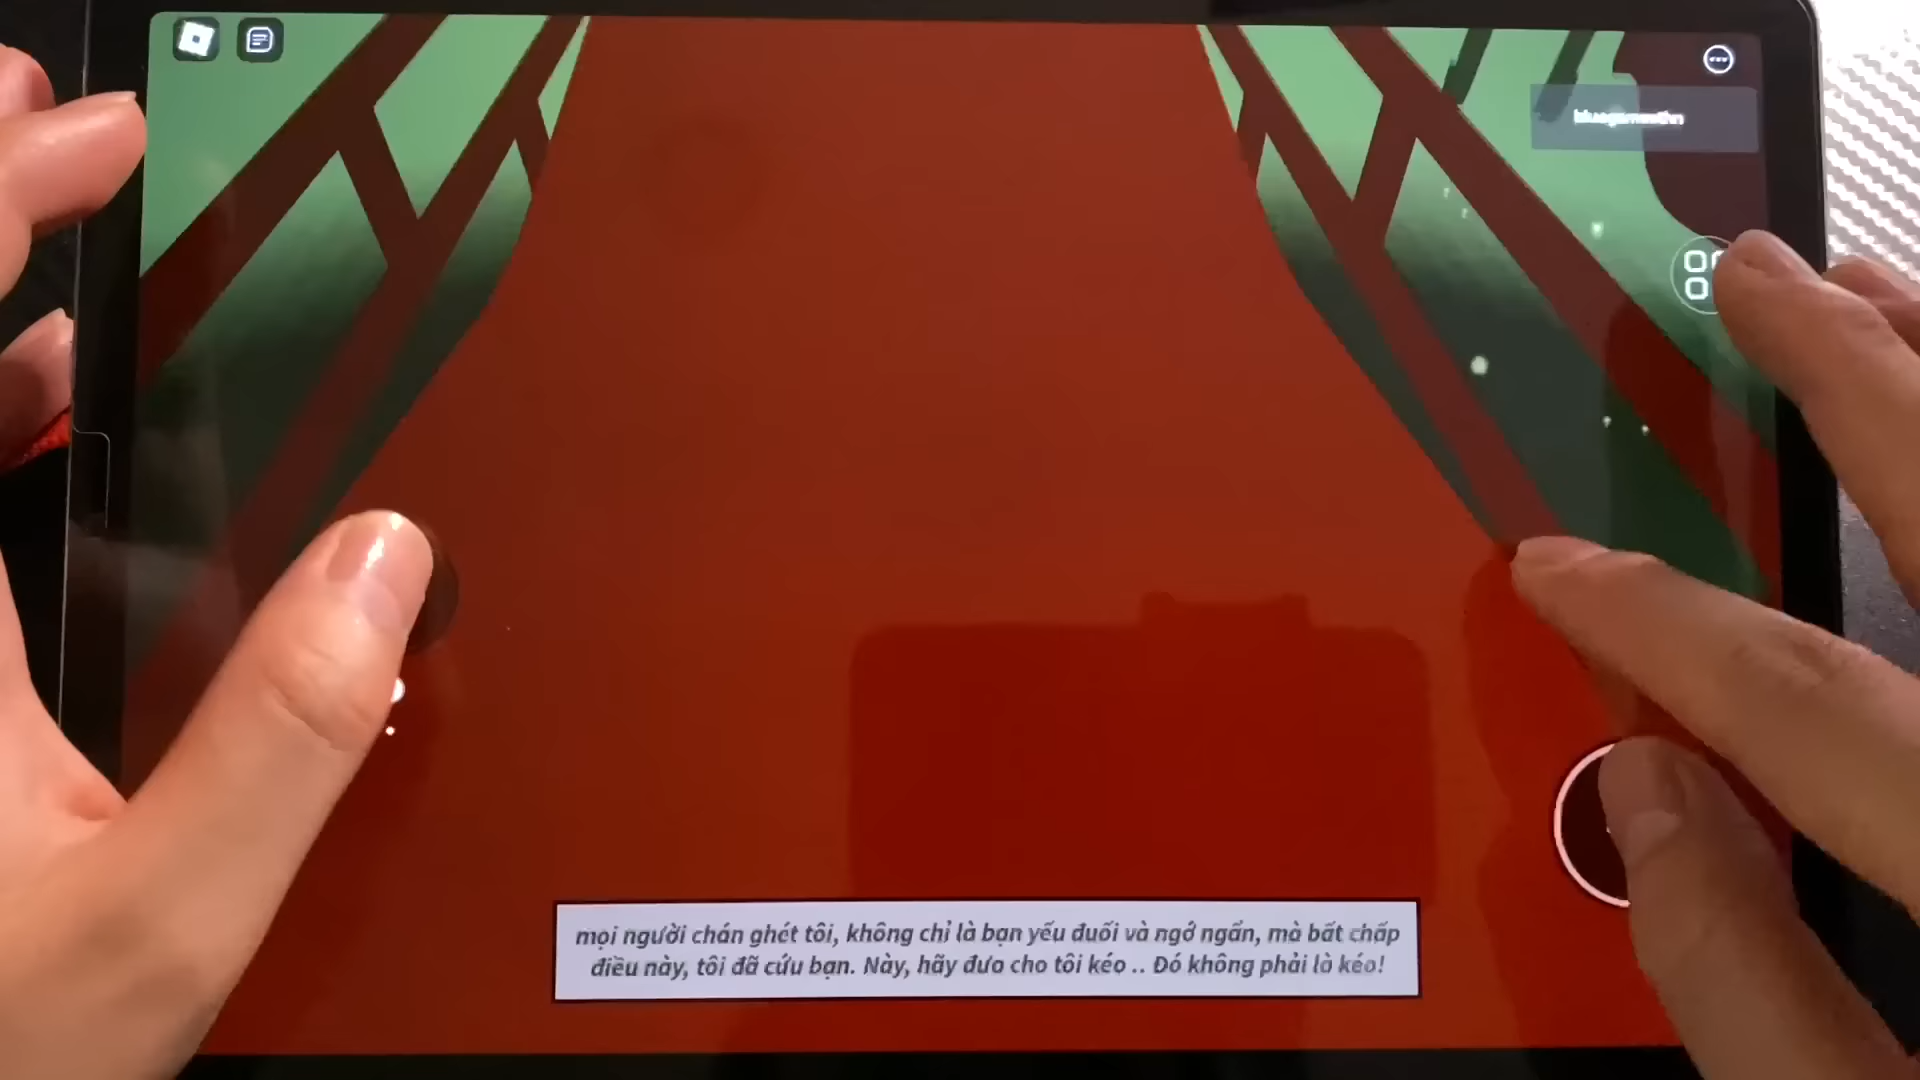 mọi người chán ghét tôi, không chỉ là bạn yếu đuối và ngớ ngẩn, mà bất chấp
điều này, tôi đã cứu bạn. Này, hãy đưa cho tôi kéo .. Đó không phải là kéo!